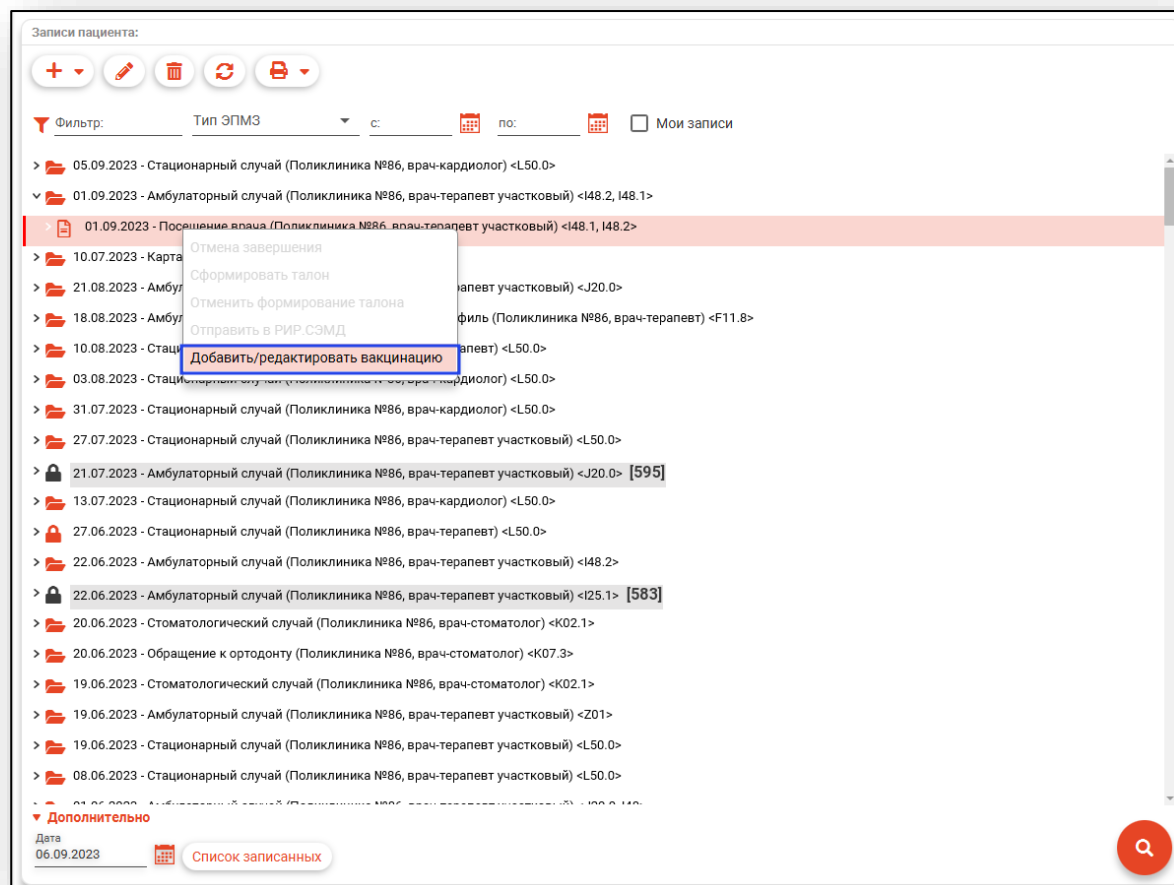 Записи пациента:
Фильтр: Тип ЭПМЗ с: по: Мои записи
05.09.2023 - Стационарный случай (Поликлиника №86, врач-кардиолог) <L50.0>
01.09.2023 - Амбулаторный случай (Поликлиника №86, врач-терапевт участковый) <I48.2, I48.1>
01.09.2023 - Посещение врача (Поликлиника №86, врач-терапевт участковый) <I48.1, I48.2>
Отмена завершения
10.07.2023 - Карта
Сформировать талон
21.08.2023 - Амбу участковый) <J20.0>
Отменить формирование талона
18.08.2023 - Амбу (Поликлиника №86, врач-терапевт) <F11.8>
Отправить в РИР.СЭМД
10.08.2023 - Стаци <L50.0>
Добавить/редактировать вакцинацию
03.08.2023 - Стационарный случай (Поликлиника №86, врач-кардиолог) <L50.0>
31.07.2023 - Стационарный случай (Поликлиника №86, врач-кардиолог) <L50.0>
27.07.2023 - Стационарный случай (Поликлиника №86, врач-терапевт участковый) <L50.0>
21.07.2023 - Амбулаторный случай (Поликлиника №86, врач-терапевт участковый) <J20.0> [595]
13.07.2023 - Стационарный случай (Поликлиника №86, врач-кардиолог) <L50.0>
27.06.2023 - Стационарный случай (Поликлиника №86, врач-терапевт) <L50.0>
22.06.2023 - Амбулаторный случай (Поликлиника №86, врач-терапевт участковый) <I48.2>
22.06.2023 - Амбулаторный случай (Поликлиника №86, врач-терапевт участковый) <I25.1> [583]
20.06.2023 - Стоматологический случай (Поликлиника №86, врач-стоматолог) <K02.1>
20.06.2023 - Обращение к ортодонту (Поликлиника №86, врач-стоматолог) <K07.3>
19.06.2023 - Стоматологический случай (Поликлиника №86, врач-стоматолог) <K02.1>
19.06.2023 - Амбулаторный случай (Поликлиника №86, врач-терапевт участковый) <Z01>
19.06.2023 - Стационарный случай (Поликлиника №86, врач-терапевт участковый) <L50.0>
08.06.2023 - Стационарный случай (Поликлиника №86, врач-терапевт участковый) <L50.0>
Дополнительно
Дата
06.09.2023 Список записанных